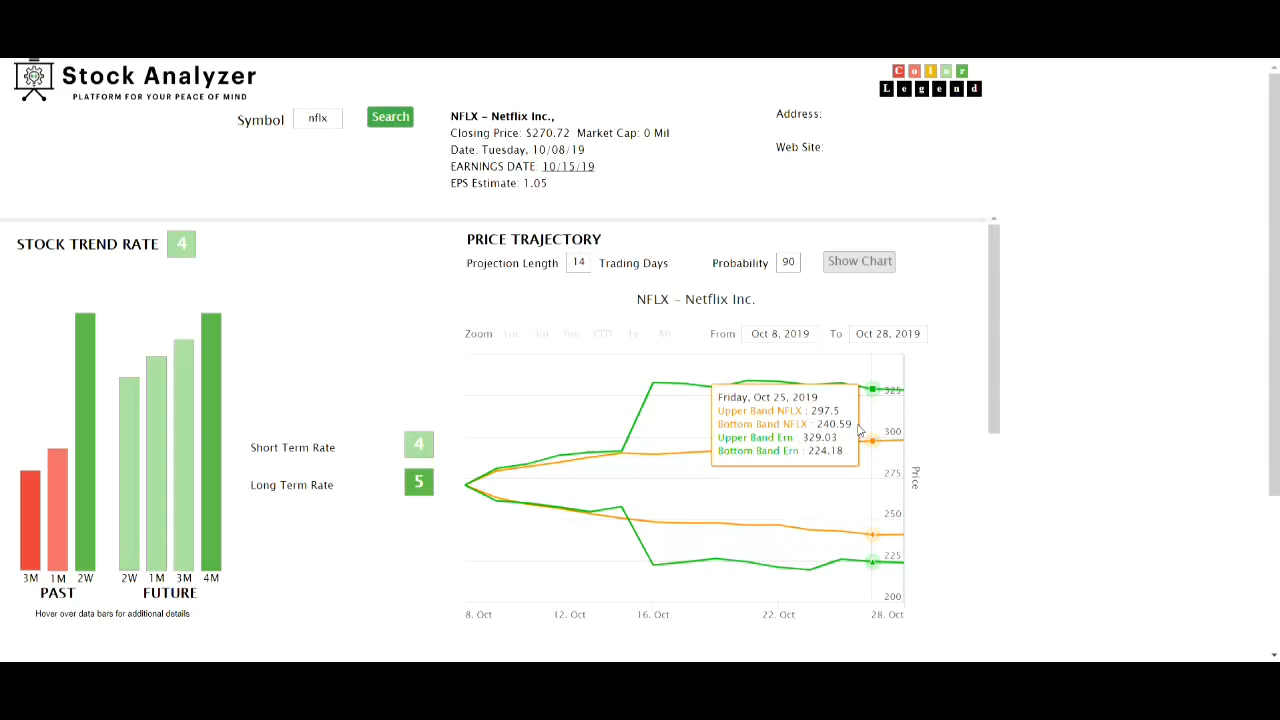 Stock Analyzer
PLATFORM FOR YOUR PEACE OF MIND
Color
Legend
Symbol nflx Search
NFLX - Netflix Inc.,
Closing Price: $270.72 Market Cap: 0 Mil
Date: Tuesday, 10/08/19
EARNINGS DATE: 10/15/19
EPS Estimate: 1.05
Address:
Web Site:
STOCK TREND RATE 4
3M 1M 2W 2W 1M 3M 4M
PAST FUTURE
Hover over data bars for additional details
Short Term Rate 4
Long Term Rate 5
PRICE TRAJECTORY
Projection Length 14 Trading Days Probability 90 Show Chart
NFLX - Netflix Inc.
Zoom 1m 3m 6m YTD 1y All From Oct 8, 2019 To Oct 28, 2019
Friday, Oct 25, 2019
Upper Band NFLX : 297.5
Bottom Band NFLX : 240.59
Upper Band Ern 329.03
Bottom Band Ern : 224.18
325
300
275
250
225
200
Price
8. Oct 12. Oct 16. Oct 22. Oct 28. Oct